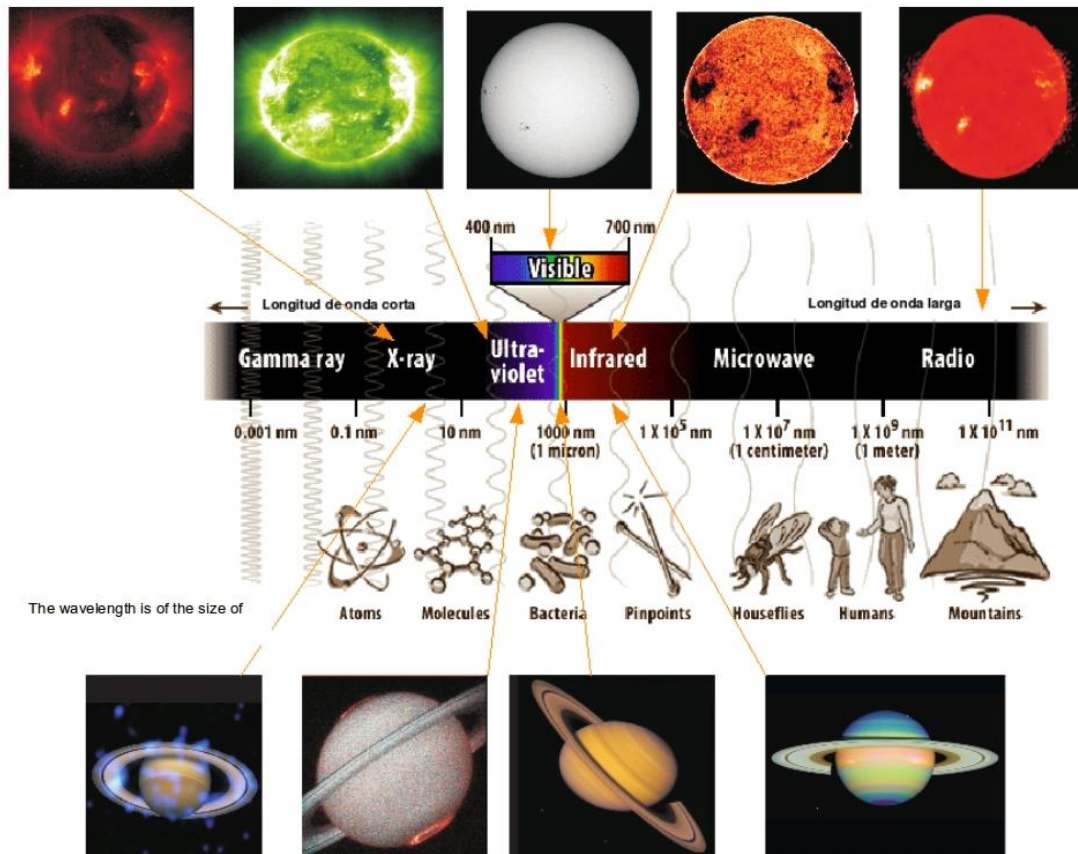 400 nm
700 nm
Visible
Longitud de onda corta
Longitud de onda larga
Gamma ray
X-ray
Ultra-
violet
Infrared
Microwave
Radio
0.001 nm
0.1 nm
10 nm
1000 nm
(1 micron)
1 X 10⁵ nm
1 X 10⁷ nm
(1 centimeter)
1 X 10⁹ nm
(1 meter)
1 X 10¹¹ nm
The wavelength is of the size of
Atoms
Molecules
Bacteria
Pinpoints
Houseflies
Humans
Mountains